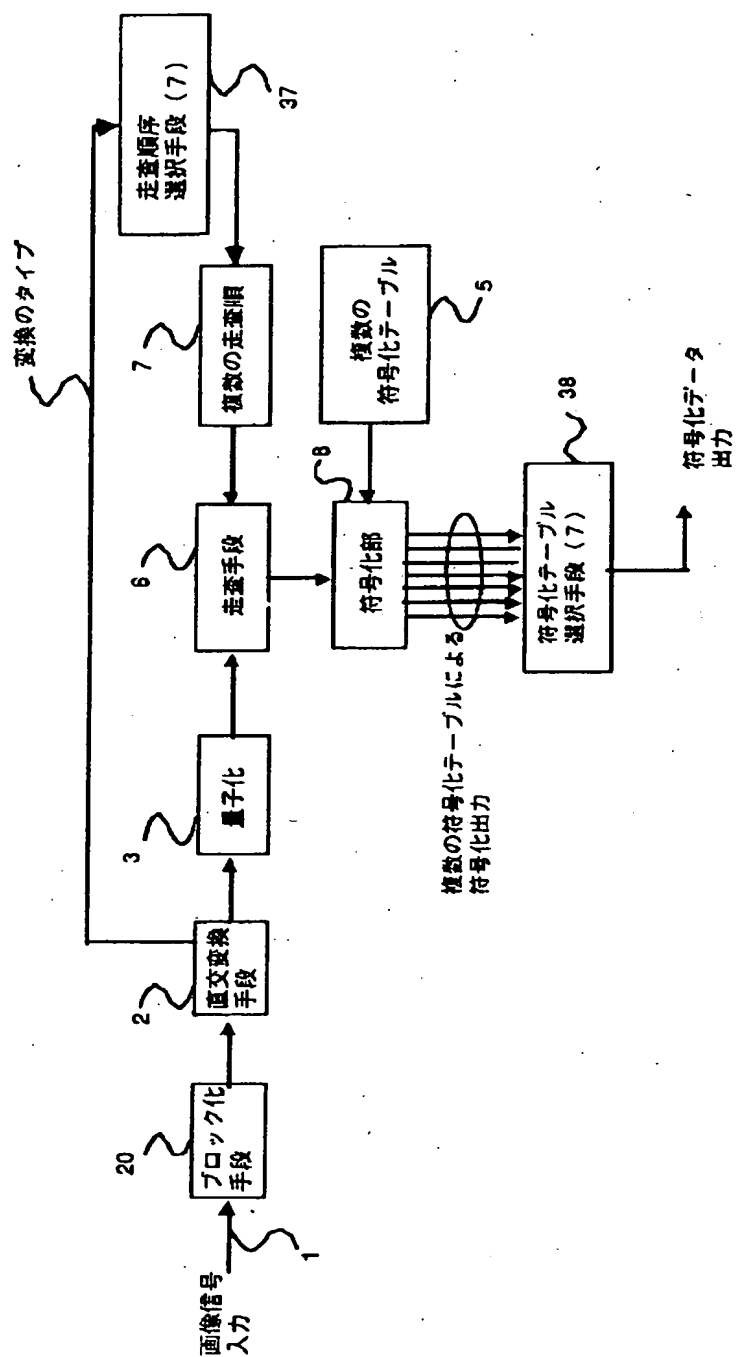 画像信号
入力
1
20
ブロック化
手段
2
直交変換
手段
変換のタイプ
3
量子化
6
走査手段
7
複数の走査順
走査順序
選択手段(7)
37
8
符号化部
複数の
符号化テーブル
5
複数の符号化テーブルによる
符号化出力
符号化テーブル
選択手段(7)
38
符号化データ
出力